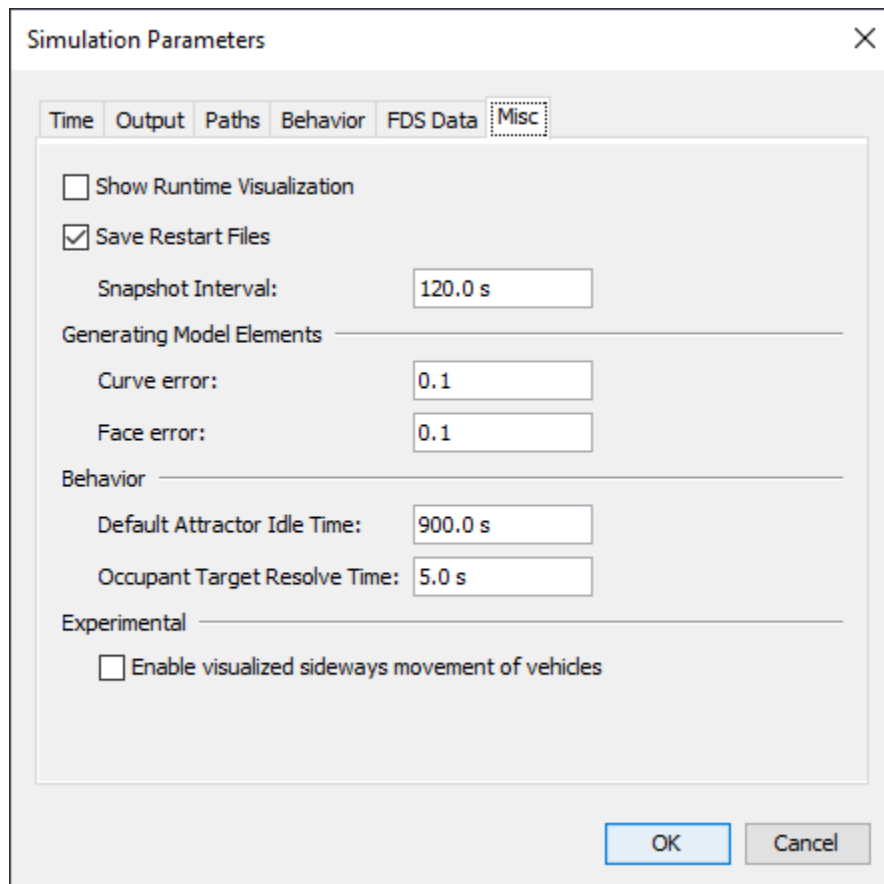 Simulation Parameters
Time Output Paths Behavior FDS Data Misc
Show Runtime Visualization
Save Restart Files
Snapshot Interval: 120.0 s
Generating Model Elements
Curve error: 0.1
Face error: 0.1
Behavior
Default Attractor Idle Time: 900.0 s
Occupant Target Resolve Time: 5.0 s
Experimental
Enable visualized sideways movement of vehicles
OK Cancel